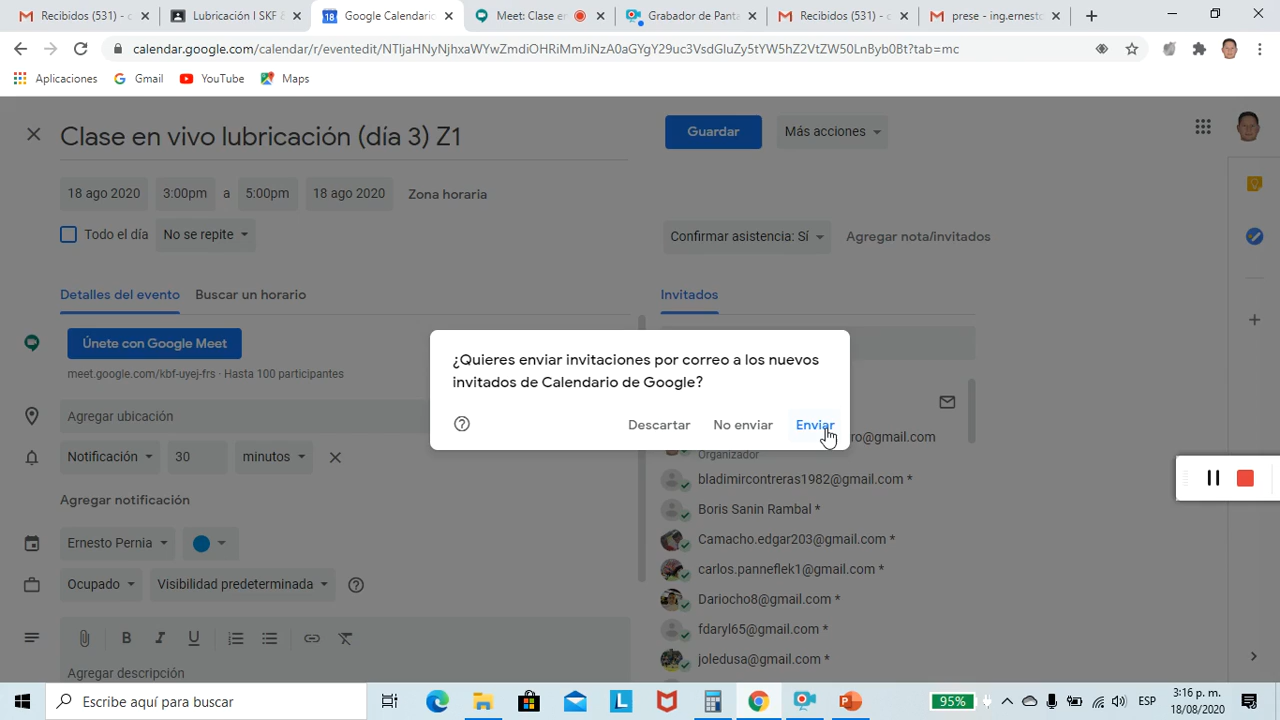 Recibidos (531) - c
Lubricación I SKF &
Google Calendario
Meet: Clase en
Grabador de Panta
Recibidos (531) - c
prese - ing.ernesto
calendar.google.com/calendar/r/eventedit/NTljaHNyNjhxaWYwZmdiOHRiMmJiNzA0aGYgY29uc3VsdGluZy5tYW5hZ2VtZW50LnByb0Bt?tab=mc
Aplicaciones
Gmail
YouTube
Maps
Clase en vivo lubricación (día 3) Z1
Guardar
Más acciones
18 ago 2020
3:00pm
a
5:00pm
18 ago 2020
Zona horaria
Todo el día
No se repite
Confirmar asistencia: Sí
Agregar nota/invitados
Detalles del evento
Buscar un horario
Invitados
Únete con Google Meet
meet.google.com/kbf-uyej-frs · Hasta 100 participantes
¿Quieres enviar invitaciones por correo a los nuevos
invitados de Calendario de Google?
Descartar
No enviar
Enviar
Agregar ubicación
ro@gmail.com
Organizador
Notificación
30
minutos
Agregar notificación
bladimircontreras1982@gmail.com *
Boris Sanin Rambal *
Camacho.edgar203@gmail.com *
carlos.panneflek1@gmail.com *
Dariocho8@gmail.com *
fdaryl65@gmail.com *
joledusa@gmail.com *
Ernesto Pernia
Ocupado
Visibilidad predeterminada
B I U
Agregar descripción
Escribe aquí para buscar
95%
ESP
3:16 p. m.
18/08/2020